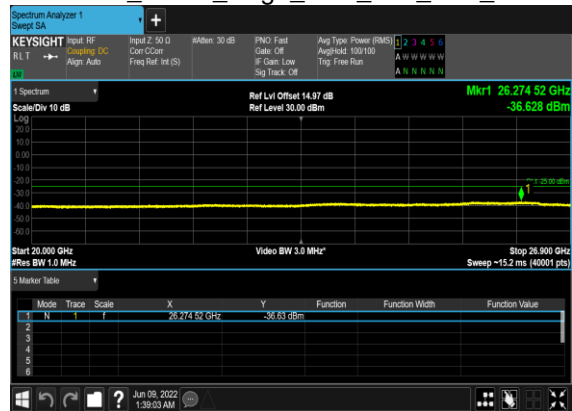 Spectrum Analyzer 1
Swept SA
+
KEYSIGHT Input: RF Input Z: 50 Ω #Atten: 30 dB PNO: Fast Avg Type: Power (RMS) 1 2 3 4 5 6
RLT Coupling: DC Corr CCorr Gate: Off Avg|Hold: 100/100 A W W W W W
Align: Auto Freq Ref: Int (S) IF Gain: Low Trig: Free Run
LW Sig Track: Off A N N N N N
1 Spectrum Ref Lvl Offset 14.97 dB Mkr1 26.274 52 GHz
Scale/Div 10 dB Ref Level 30.00 dBm -36.628 dBm
Log
20.0
10.0
0.00
-10.0
-20.0 -25.00 dBm
-30.0 1
-40.0
-50.0
-60.0
Start 20.000 GHz Video BW 3.0 MHz* Stop 26.900 GHz
#Res BW 1.0 MHz Sweep ~15.2 ms (40001 pts)
5 Marker Table
Mode Trace Scale X Y Function Function Width Function Value
1 N 1 f 26.274 52 GHz -36.63 dBm
2
3
4
5
6
? Jun 09, 2022
1:39:03 AM